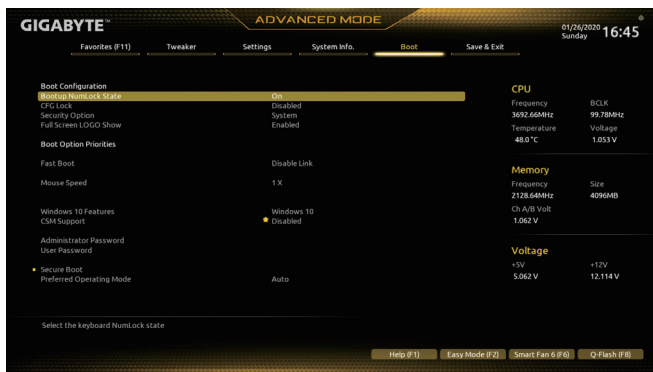 GIGABYTE™
ADVANCED MODE
01/26/2020
Sunday
16:45
Favorites (F11)
Tweaker
Settings
System Info.
Boot
Save & Exit
Boot Configuration
Bootup NumLock State On
CFG Lock Disabled
Security Option System
Full Screen LOGO Show Enabled
Boot Option Priorities
Fast Boot Disable Link
Mouse Speed 1 X
Windows 10 Features Windows 10
CSM Support Disabled
Administrator Password
User Password
Secure Boot
Preferred Operating Mode Auto
Select the keyboard NumLock state
CPU
Frequency BCLK
3692.66MHz 99.78MHz
Temperature Voltage
48.0 °C 1.053 V
Memory
Frequency Size
2128.64MHz 4096MB
Ch A/B Volt
1.062 V
Voltage
+5V +12V
5.062 V 12.114 V
Help (F1)
Easy Mode (F2)
Smart Fan 6 (F6)
Q-Flash (F8)